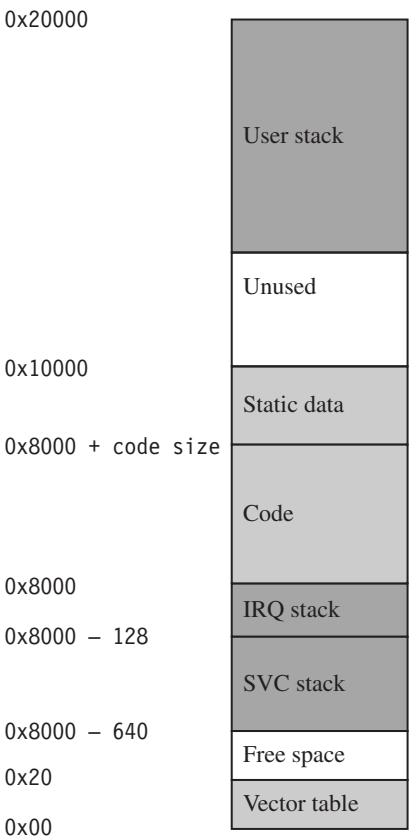 0x20000
User stack
Unused
0x10000
Static data
0x8000 + code size
Code
0x8000
IRQ stack
0x8000 – 128
SVC stack
0x8000 – 640
Free space
0x20
Vector table
0x00